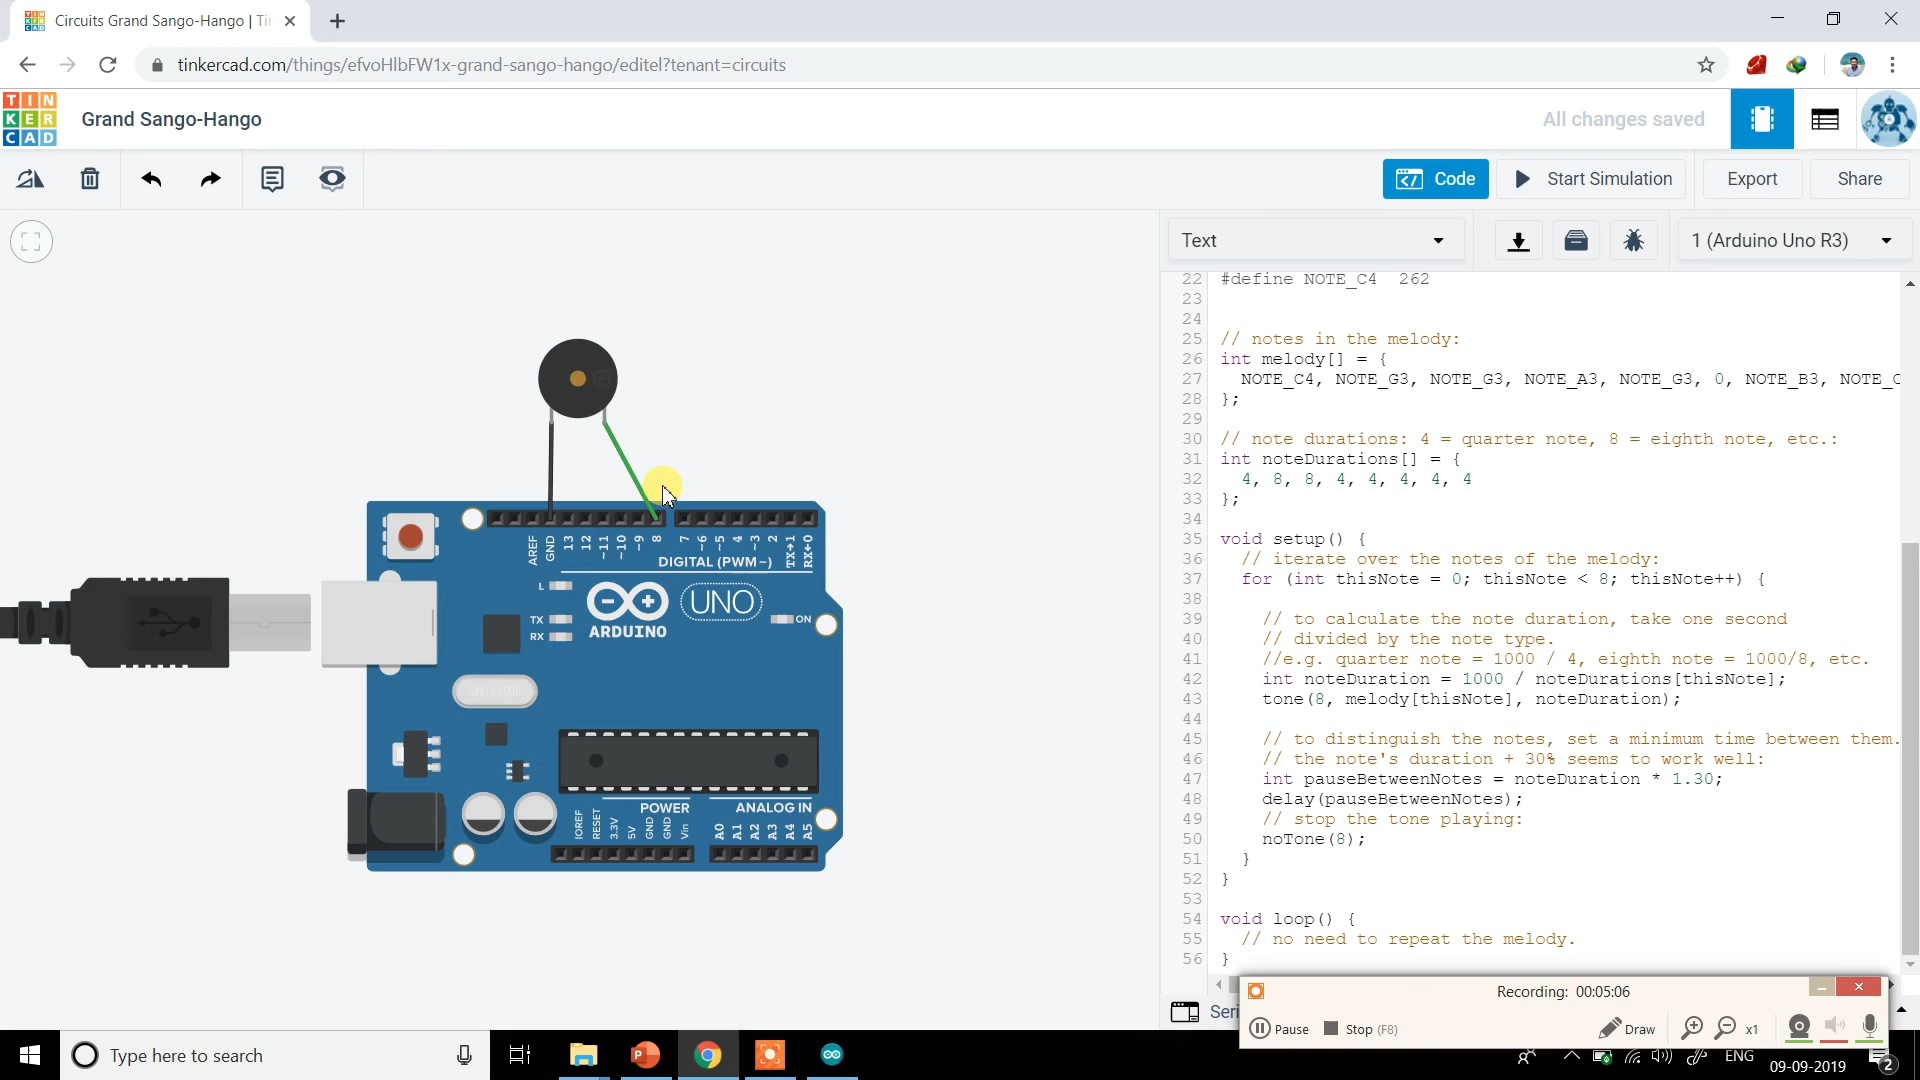 Circuits Grand Sango-Hango | Ti
tinkercad.com/things/efvoHlbFW1x-grand-sango-hango/editel?tenant=circuits
TIN
KER
CAD
Grand Sango-Hango
All changes saved
Code
Start Simulation
Export
Share
Text
1 (Arduino Uno R3)
22 #define NOTE_C4  262
23
24
25 // notes in the melody:
26 int melody[] = {
27   NOTE_C4, NOTE_G3, NOTE_G3, NOTE_A3, NOTE_G3, 0, NOTE_B3, NOTE_C
28 };
29
30 // note durations: 4 = quarter note, 8 = eighth note, etc.:
31 int noteDurations[] = {
32   4, 8, 8, 4, 4, 4, 4, 4
33 };
34
35 void setup() {
36   // iterate over the notes of the melody:
37   for (int thisNote = 0; thisNote < 8; thisNote++) {
38
39     // to calculate the note duration, take one second
40     // divided by the note type.
41     //e.g. quarter note = 1000 / 4, eighth note = 1000/8, etc.
42     int noteDuration = 1000 / noteDurations[thisNote];
43     tone(8, melody[thisNote], noteDuration);
44
45     // to distinguish the notes, set a minimum time between them.
46     // the note's duration + 30% seems to work well:
47     int pauseBetweenNotes = noteDuration * 1.30;
48     delay(pauseBetweenNotes);
49     // stop the tone playing:
50     noTone(8);
51   }
52 }
53
54 void loop() {
55   // no need to repeat the melody.
56 }
AREF GND 13 12 ~11 ~10 ~9 8 7 ~6 ~5 4 ~3 2 TX→1 RX←0
DIGITAL (PWM~)
L
TX
RX
UNO
ON
ARDUINO
POWER
ANALOG IN
IOREF RESET 3.3V 5V GND GND Vin A0 A1 A2 A3 A4 A5
Seri
Recording: 00:05:06
Pause
Stop (F8)
Draw
x1
Type here to search
ENG
09-09-2019
2